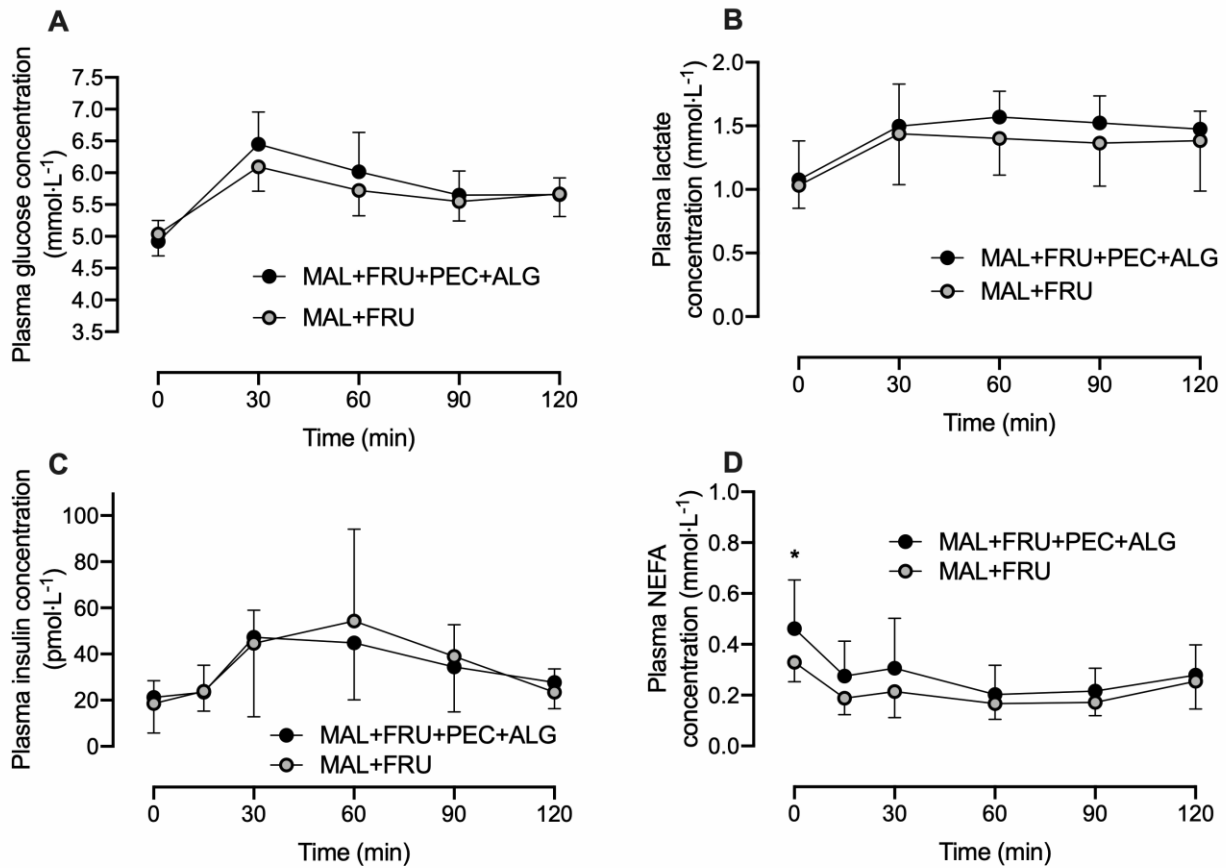 A
Plasma glucose concentration
(mmol·L⁻¹)
7.5
7.0
6.5
6.0
5.5
5.0
4.5
4.0
3.5
MAL+FRU+PEC+ALG
MAL+FRU
0 30 60 90 120
Time (min)
B
Plasma lactate
concentration (mmol·L⁻¹)
2.0
1.5
1.0
0.5
0.0
MAL+FRU+PEC+ALG
MAL+FRU
0 30 60 90 120
Time (min)
C
Plasma insulin concentration
(pmol·L⁻¹)
100
80
60
40
20
0
MAL+FRU+PEC+ALG
MAL+FRU
0 30 60 90 120
Time (min)
D
Plasma NEFA
concentration (mmol·L⁻¹)
1.0
0.8
0.6
0.4
0.2
0.0
*
MAL+FRU+PEC+ALG
MAL+FRU
0 30 60 90 120
Time (min)